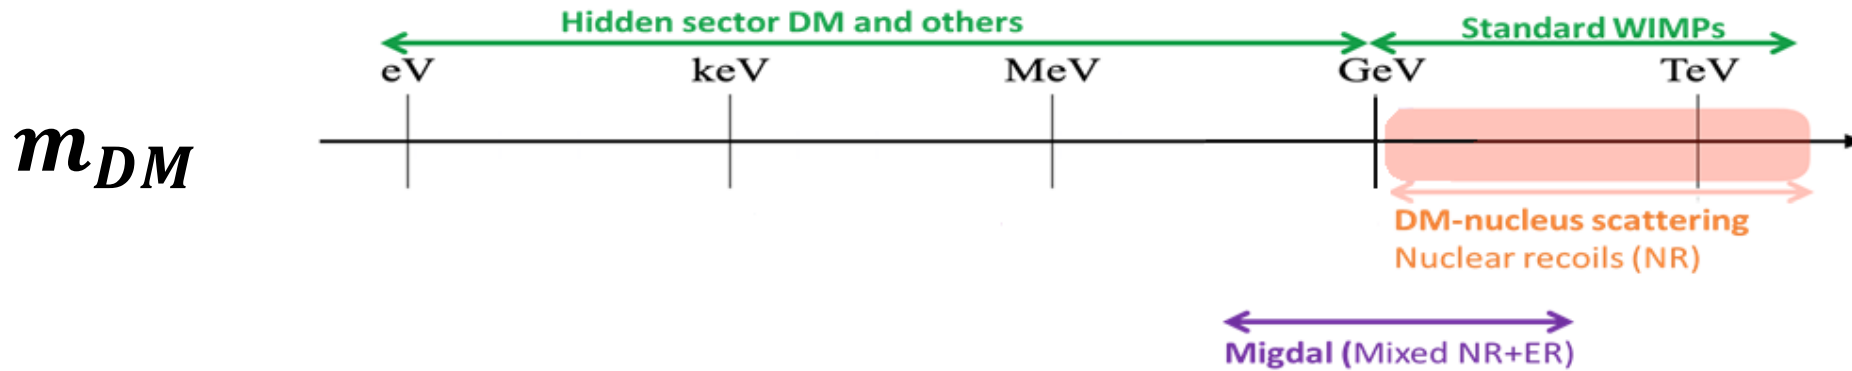 Hidden sector DM and others
Standard WIMPs
eV keV MeV GeV TeV
m_DM
DM-nucleus scattering
Nuclear recoils (NR)
Migdal (Mixed NR+ER)